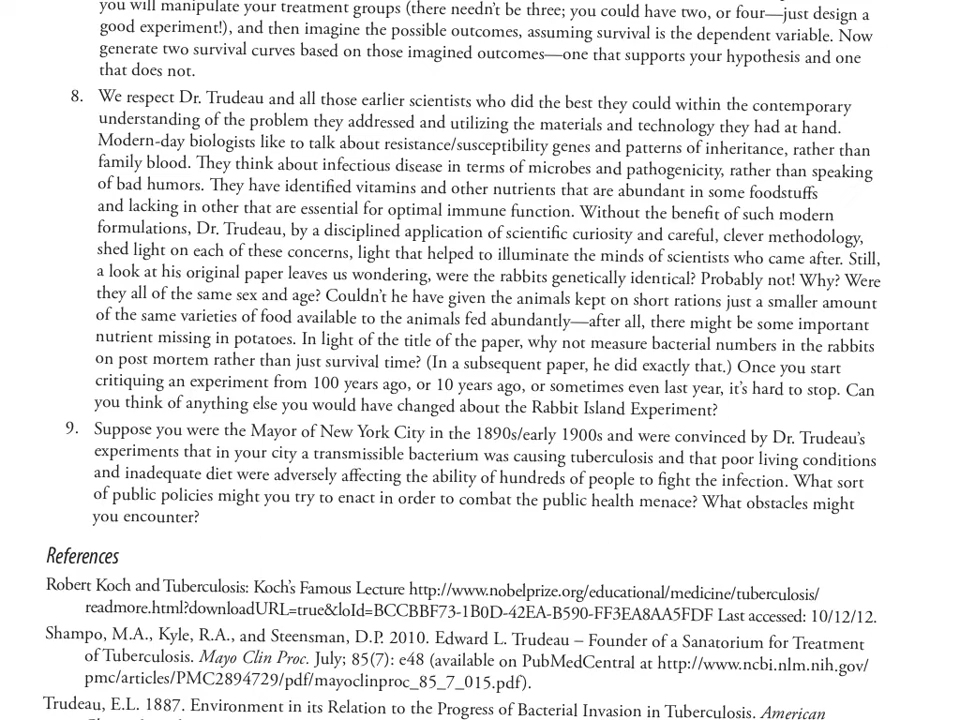 you will manipulate your treatment groups (there needn't be three; you could have two, or four—just design a
good experiment!), and then imagine the possible outcomes, assuming survival is the dependent variable. Now
generate two survival curves based on those imagined outcomes—one that supports your hypothesis and one
that does not.
8. We respect Dr. Trudeau and all those earlier scientists who did the best they could within the contemporary
understanding of the problem they addressed and utilizing the materials and technology they had at hand.
Modern-day biologists like to talk about resistance/susceptibility genes and patterns of inheritance, rather than
family blood. They think about infectious disease in terms of microbes and pathogenicity, rather than speaking
of bad humors. They have identified vitamins and other nutrients that are abundant in some foodstuffs
and lacking in other that are essential for optimal immune function. Without the benefit of such modern
formulations, Dr. Trudeau, by a disciplined application of scientific curiosity and careful, clever methodology,
shed light on each of these concerns, light that helped to illuminate the minds of scientists who came after. Still,
a look at his original paper leaves us wondering, were the rabbits genetically identical? Probably not! Why? Were
they all of the same sex and age? Couldn't he have given the animals kept on short rations just a smaller amount
of the same varieties of food available to the animals fed abundantly—after all, there might be some important
nutrient missing in potatoes. In light of the title of the paper, why not measure bacterial numbers in the rabbits
on post mortem rather than just survival time? (In a subsequent paper, he did exactly that.) Once you start
critiquing an experiment from 100 years ago, or 10 years ago, or sometimes even last year, it's hard to stop. Can
you think of anything else you would have changed about the Rabbit Island Experiment?
9. Suppose you were the Mayor of New York City in the 1890s/early 1900s and were convinced by Dr. Trudeau's
experiments that in your city a transmissible bacterium was causing tuberculosis and that poor living conditions
and inadequate diet were adversely affecting the ability of hundreds of people to fight the infection. What sort
of public policies might you try to enact in order to combat the public health menace? What obstacles might
you encounter?
References
Robert Koch and Tuberculosis: Koch's Famous Lecture http://www.nobelprize.org/educational/medicine/tuberculosis/
readmore.html?downloadURL=true&loId=BCCBBF73-1B0D-42EA-B590-FF3EA8AA5FDF Last accessed: 10/12/12.
Shampo, M.A., Kyle, R.A., and Steensman, D.P. 2010. Edward L. Trudeau – Founder of a Sanatorium for Treatment
of Tuberculosis. Mayo Clin Proc. July; 85(7): e48 (available on PubMedCentral at http://www.ncbi.nlm.nih.gov/
pmc/articles/PMC2894729/pdf/mayoclinproc_85_7_015.pdf).
Trudeau, E.L. 1887. Environment in its Relation to the Progress of Bacterial Invasion in Tuberculosis. American